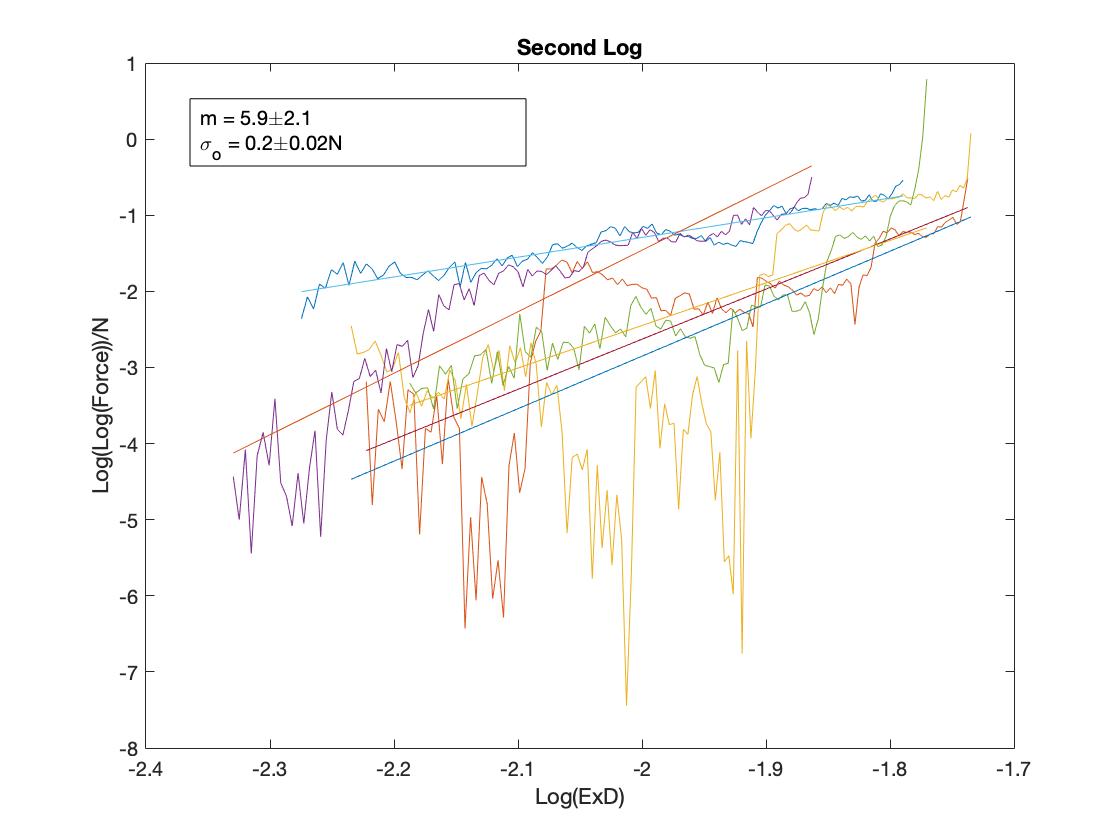 Second Log
m = 5.9±2.1
σo = 0.2±0.02N
1
0
-1
-2
-3
-4
-5
-6
-7
-8
Log(Log(Force))/N
-2.4 -2.3 -2.2 -2.1 -2 -1.9 -1.8 -1.7
Log(ExD)